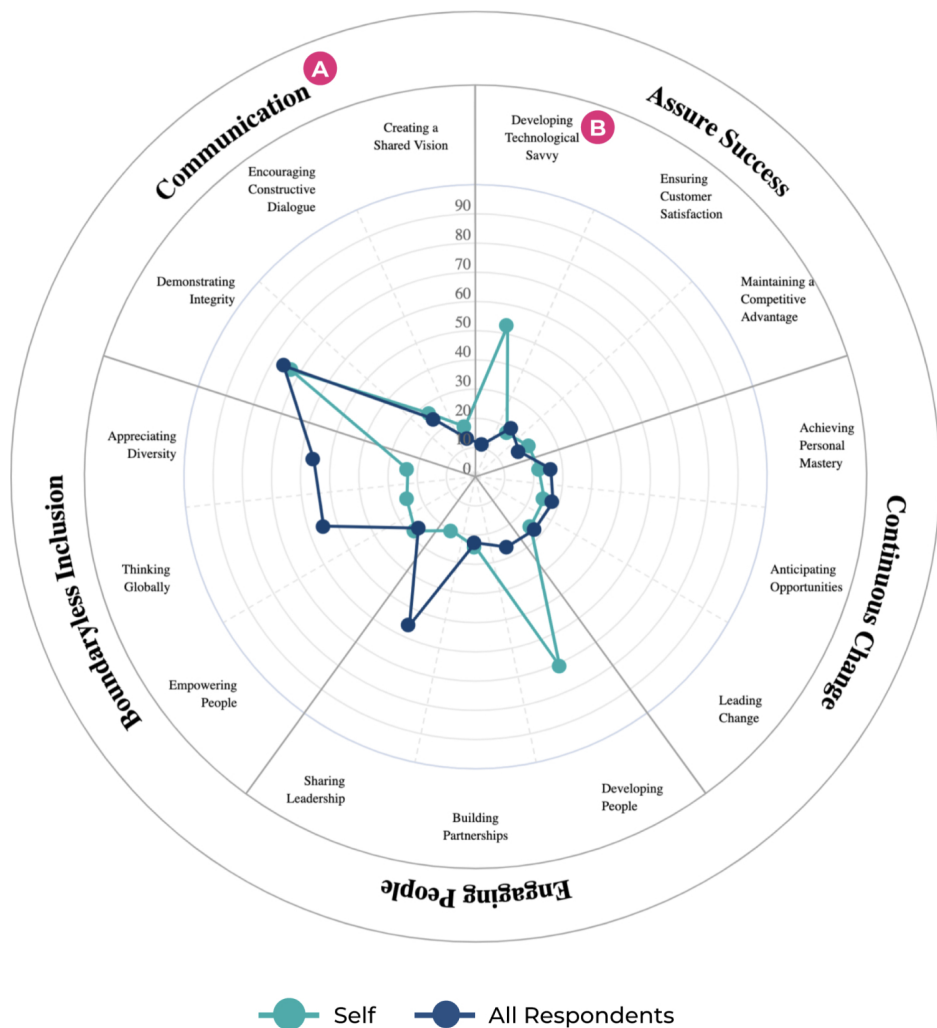 A
Communication
Assure Success
B
Developing
Technological
Savvy
Creating a
Shared Vision
Encouraging
Constructive
Dialogue
Ensuring
Customer
Satisfaction
Demonstrating
Integrity
Maintaining a
Competitive
Advantage
90
80
70
60
50
40
30
20
10
0
Appreciating
Diversity
Achieving
Personal
Mastery
Boundaryless Inclusion
Continuous Change
Thinking
Globally
Anticipating
Opportunities
Empowering
People
Leading
Change
Sharing
Leadership
Developing
People
Building
Partnerships
Engaging People
Self
All Respondents